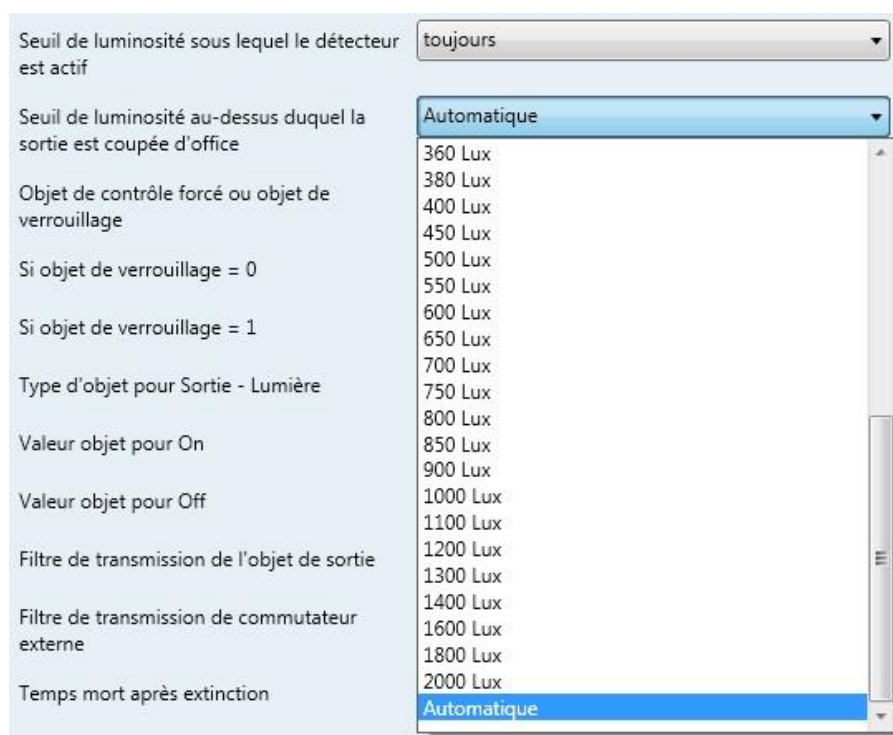 Seuil de luminosité sous lequel le détecteur
est actif
toujours
Seuil de luminosité au-dessus duquel la
sortie est coupée d'office
Automatique
Objet de contrôle forcé ou objet de
verrouillage
Si objet de verrouillage = 0
Si objet de verrouillage = 1
Type d'objet pour Sortie - Lumière
Valeur objet pour On
Valeur objet pour Off
Filtre de transmission de l'objet de sortie
Filtre de transmission de commutateur
externe
Temps mort après extinction
360 Lux
380 Lux
400 Lux
450 Lux
500 Lux
550 Lux
600 Lux
650 Lux
700 Lux
750 Lux
800 Lux
850 Lux
900 Lux
1000 Lux
1100 Lux
1200 Lux
1300 Lux
1400 Lux
1600 Lux
1800 Lux
2000 Lux
Automatique